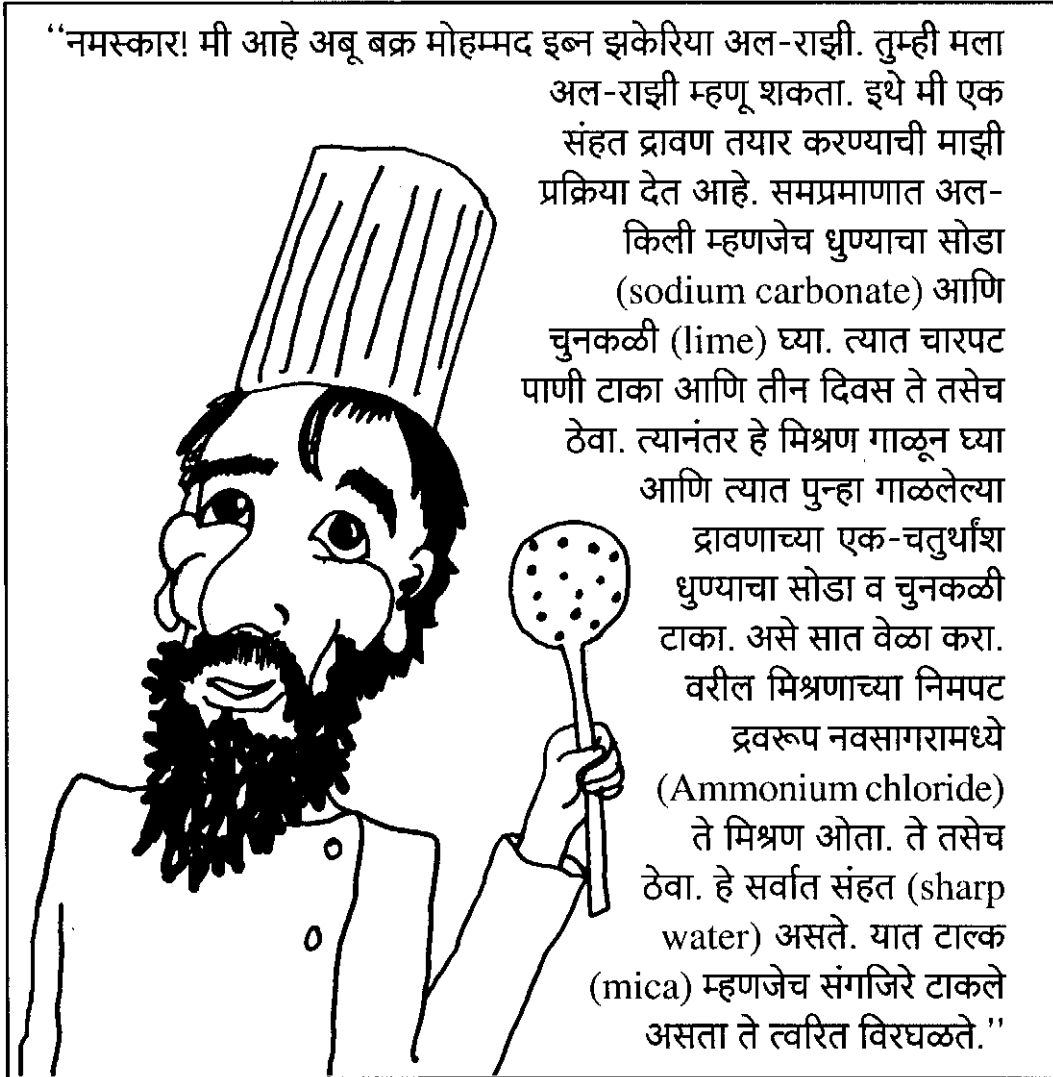 ‘‘नमस्कार! मी आहे अबू बक्र मोहम्मद इब्न झकेरिया अल-राझी. तुम्ही मला
अल-राझी म्हणू शकता. इथे मी एक
संहत द्रावण तयार करण्याची माझी
प्रक्रिया देत आहे. समप्रमाणात अल-
किली म्हणजेच धुण्याचा सोडा
(sodium carbonate) आणि
चुनकळी (lime) घ्या. त्यात चारपट
पाणी टाका आणि तीन दिवस ते तसेच
ठेवा. त्यानंतर हे मिश्रण गाळून घ्या
आणि त्यात पुन्हा गाळलेल्या
द्रावणाच्या एक-चतुर्थांश
धुण्याचा सोडा व चुनकळी
टाका. असे सात वेळा करा.
वरील मिश्रणाच्या निमपट
द्रवरूप नवसागरामध्ये
(Ammonium chloride)
ते मिश्रण ओता. ते तसेच
ठेवा. हे सर्वात संहत (sharp
water) असते. यात टाल्क
(mica) म्हणजेच संगजिरे टाकले
असता ते त्वरित विरघळते.’’